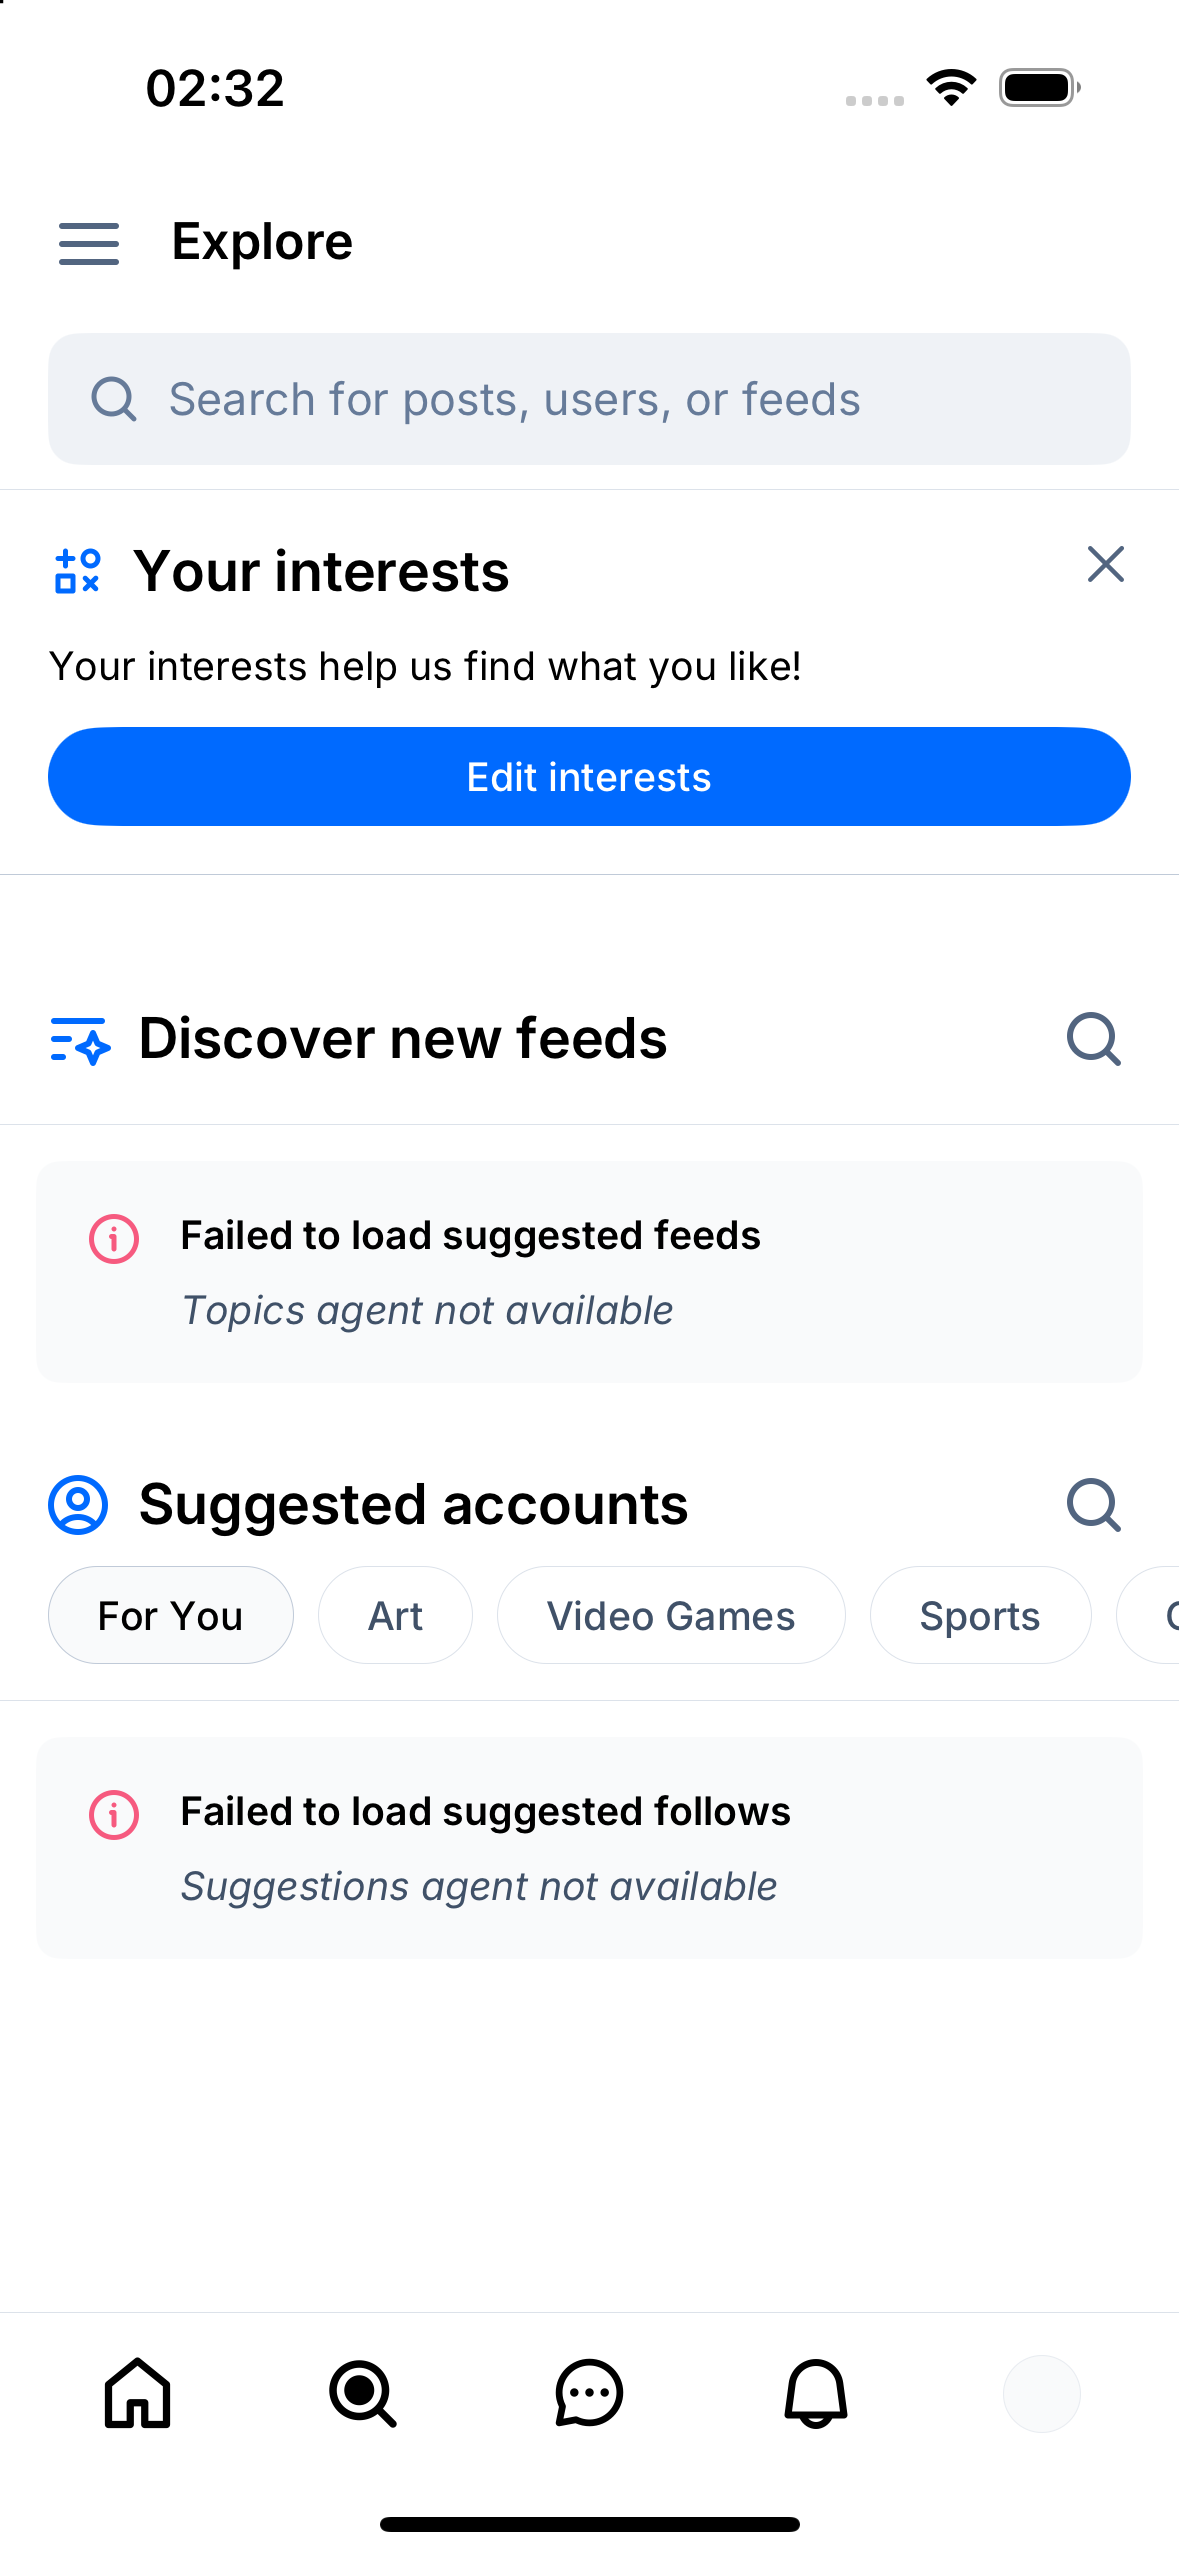 02:32
Explore
Search for posts, users, or feeds
Your interests
Your interests help us find what you like!
Edit interests
Discover new feeds
Failed to load suggested feeds
Topics agent not available
Suggested accounts
For You Art Video Games Sports
Failed to load suggested follows
Suggestions agent not available